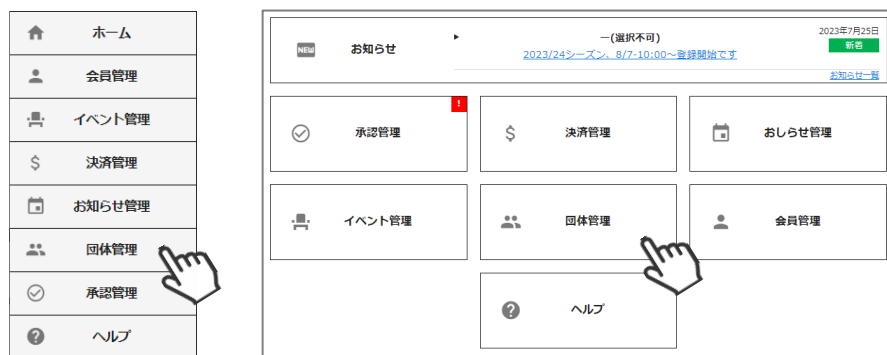 ホーム
会員管理
イベント管理
$ 決済管理
お知らせ管理
団体管理
承認管理
? ヘルプ
NEW お知らせ
ー(選択不可)
2023/24シーズン、8/7-10:00～登録開始です
2023年7月25日
新着
お知らせ一覧
承認管理
!
$ 決済管理
おしらせ管理
イベント管理
団体管理
会員管理
? ヘルプ